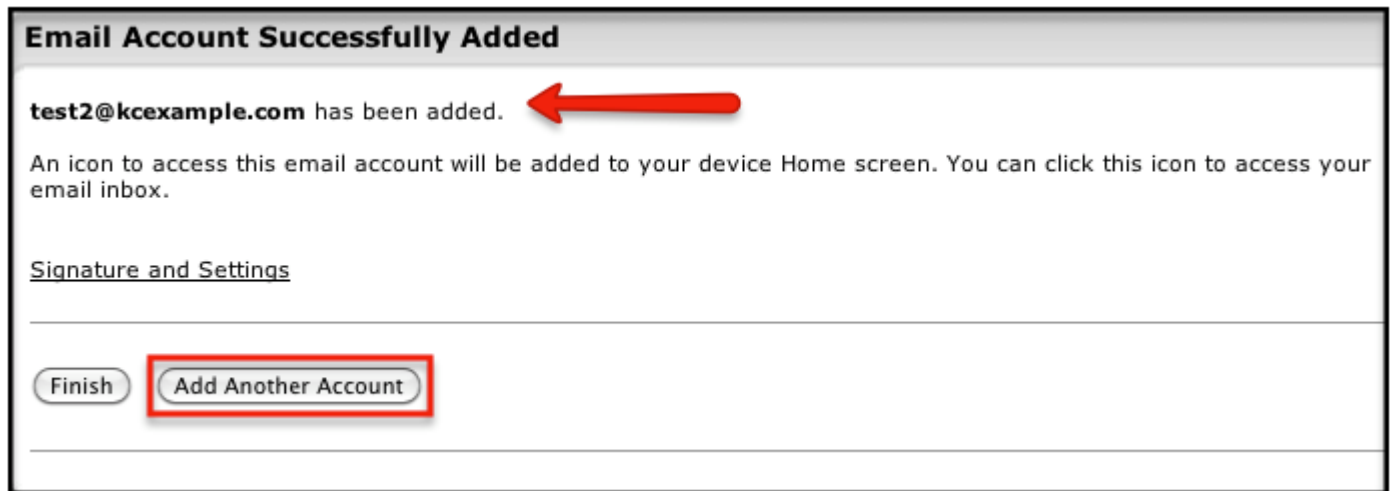 Email Account Successfully Added
test2@kcexample.com has been added.
An icon to access this email account will be added to your device Home screen. You can click this icon to access your
email inbox.
Signature and Settings
Finish Add Another Account